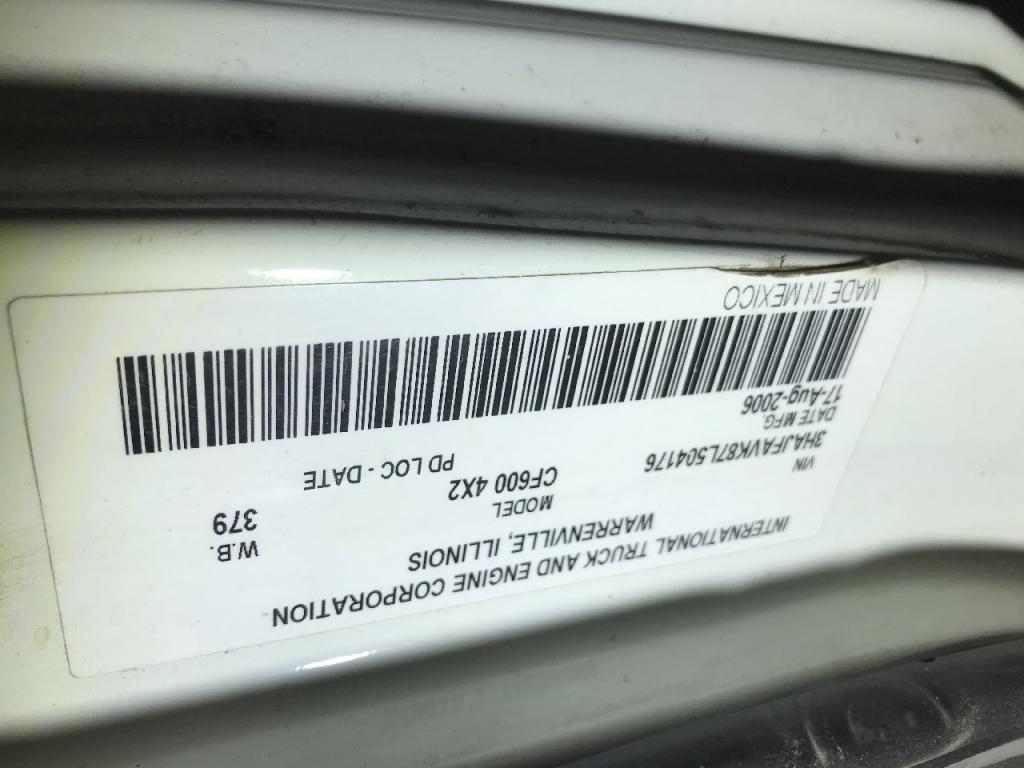 INTERNATIONAL TRUCK AND ENGINE CORPORATION
WARRENVILLE, ILLINOIS
VIN MODEL W.B.
3HAJFAVK87L504176 CF600 4X2 379
DATE MFG. PD LOC - DATE
17-Aug-2006
MADE IN MEXICO